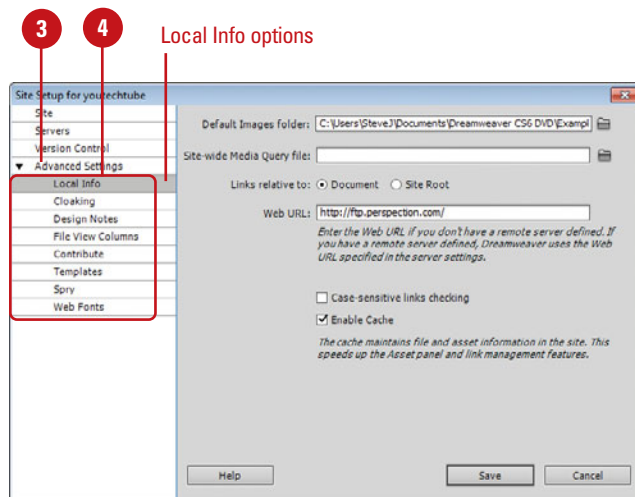 3
4
Local Info options
Site Setup for youtechtube
Site
Servers
Version Control
Advanced Settings
Local Info
Cloaking
Design Notes
File View Columns
Contribute
Templates
Spry
Web Fonts
Default Images folder: C:\Users\SteveJ\Documents\Dreamweaver CS6 DVD\Exampl
Site-wide Media Query file:
Links relative to: Document Site Root
Web URL: http://ftp.perspection.com/
Enter the Web URL if you don't have a remote server defined. If
you have a remote server defined, Dreamweaver uses the Web
URL specified in the server settings.
Case-sensitive links checking
Enable Cache
The cache maintains file and asset information in the site. This
speeds up the Asset panel and link management features.
Help
Save
Cancel